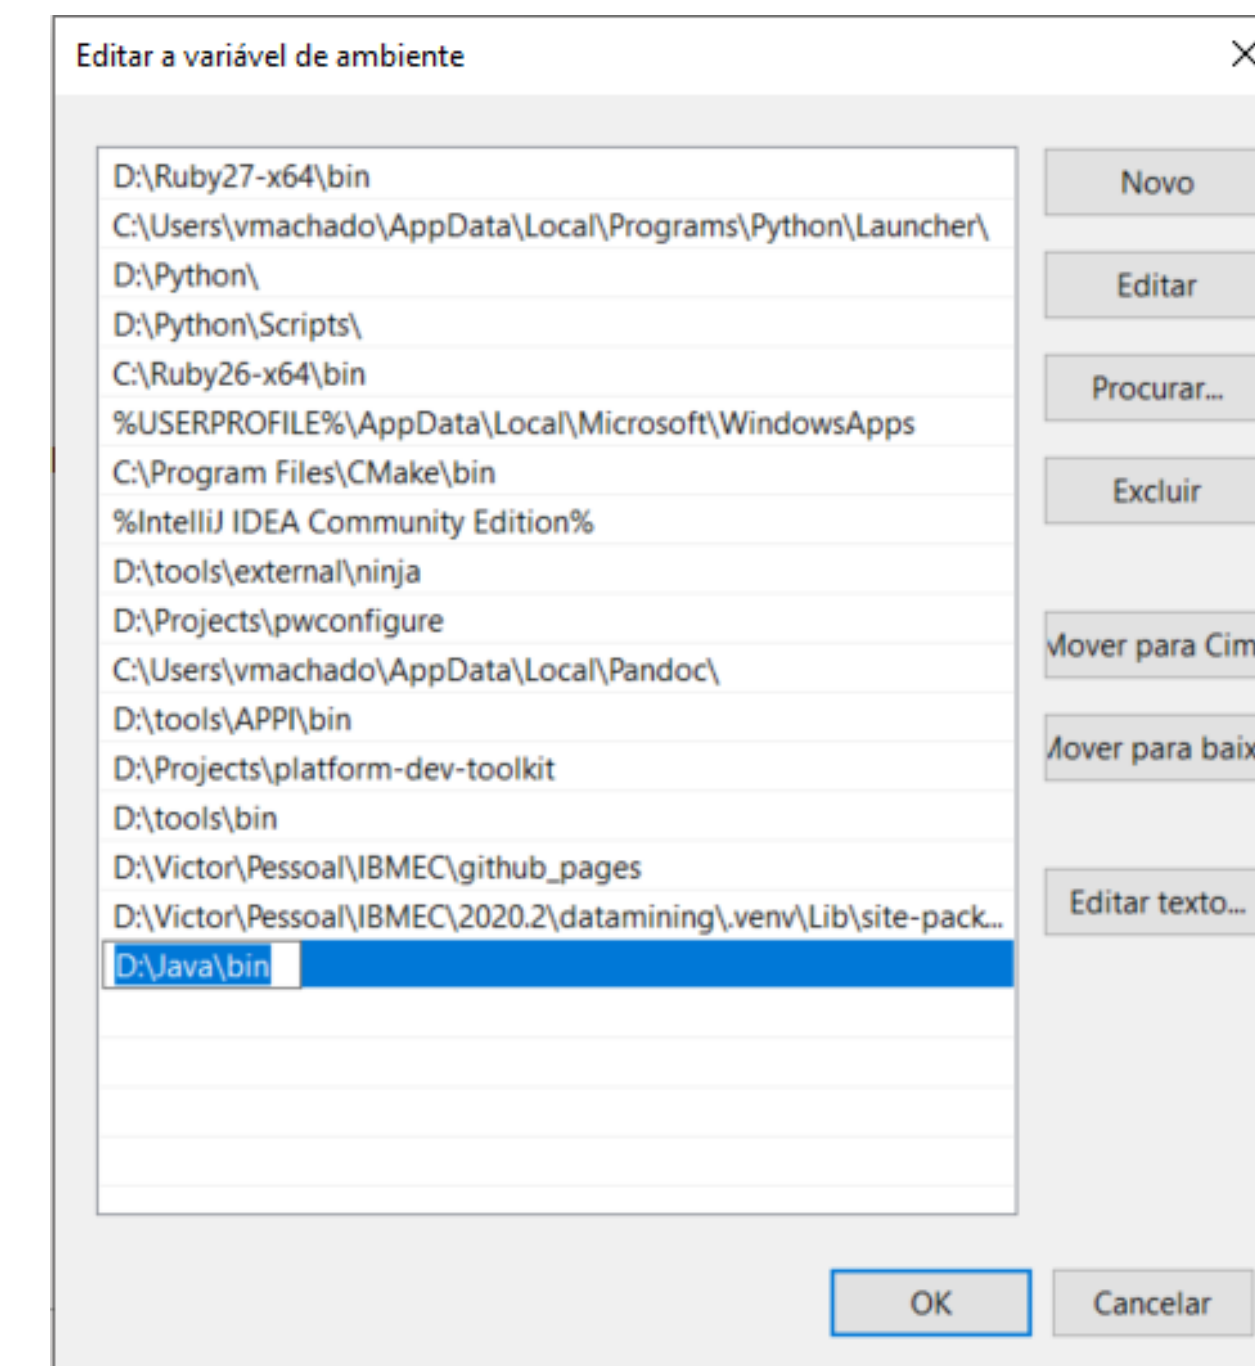 Editar a variável de ambiente
D:\Ruby27-x64\bin
C:\Users\vmachado\AppData\Local\Programs\Python\Launcher\
D:\Python\
D:\Python\Scripts\
C:\Ruby26-x64\bin
%USERPROFILE%\AppData\Local\Microsoft\WindowsApps
C:\Program Files\CMake\bin
%IntelliJ IDEA Community Edition%
D:\tools\external\ninja
D:\Projects\pwconfigure
C:\Users\vmachado\AppData\Local\Pandoc\
D:\tools\APPI\bin
D:\Projects\platform-dev-toolkit
D:\tools\bin
D:\Victor\Pessoal\IBMEC\github_pages
D:\Victor\Pessoal\IBMEC\2020.2\datamining\.venv\Lib\site-pack...
D:\Java\bin
Novo
Editar
Procurar...
Excluir
Mover para Cim
Mover para baix
Editar texto...
OK
Cancelar